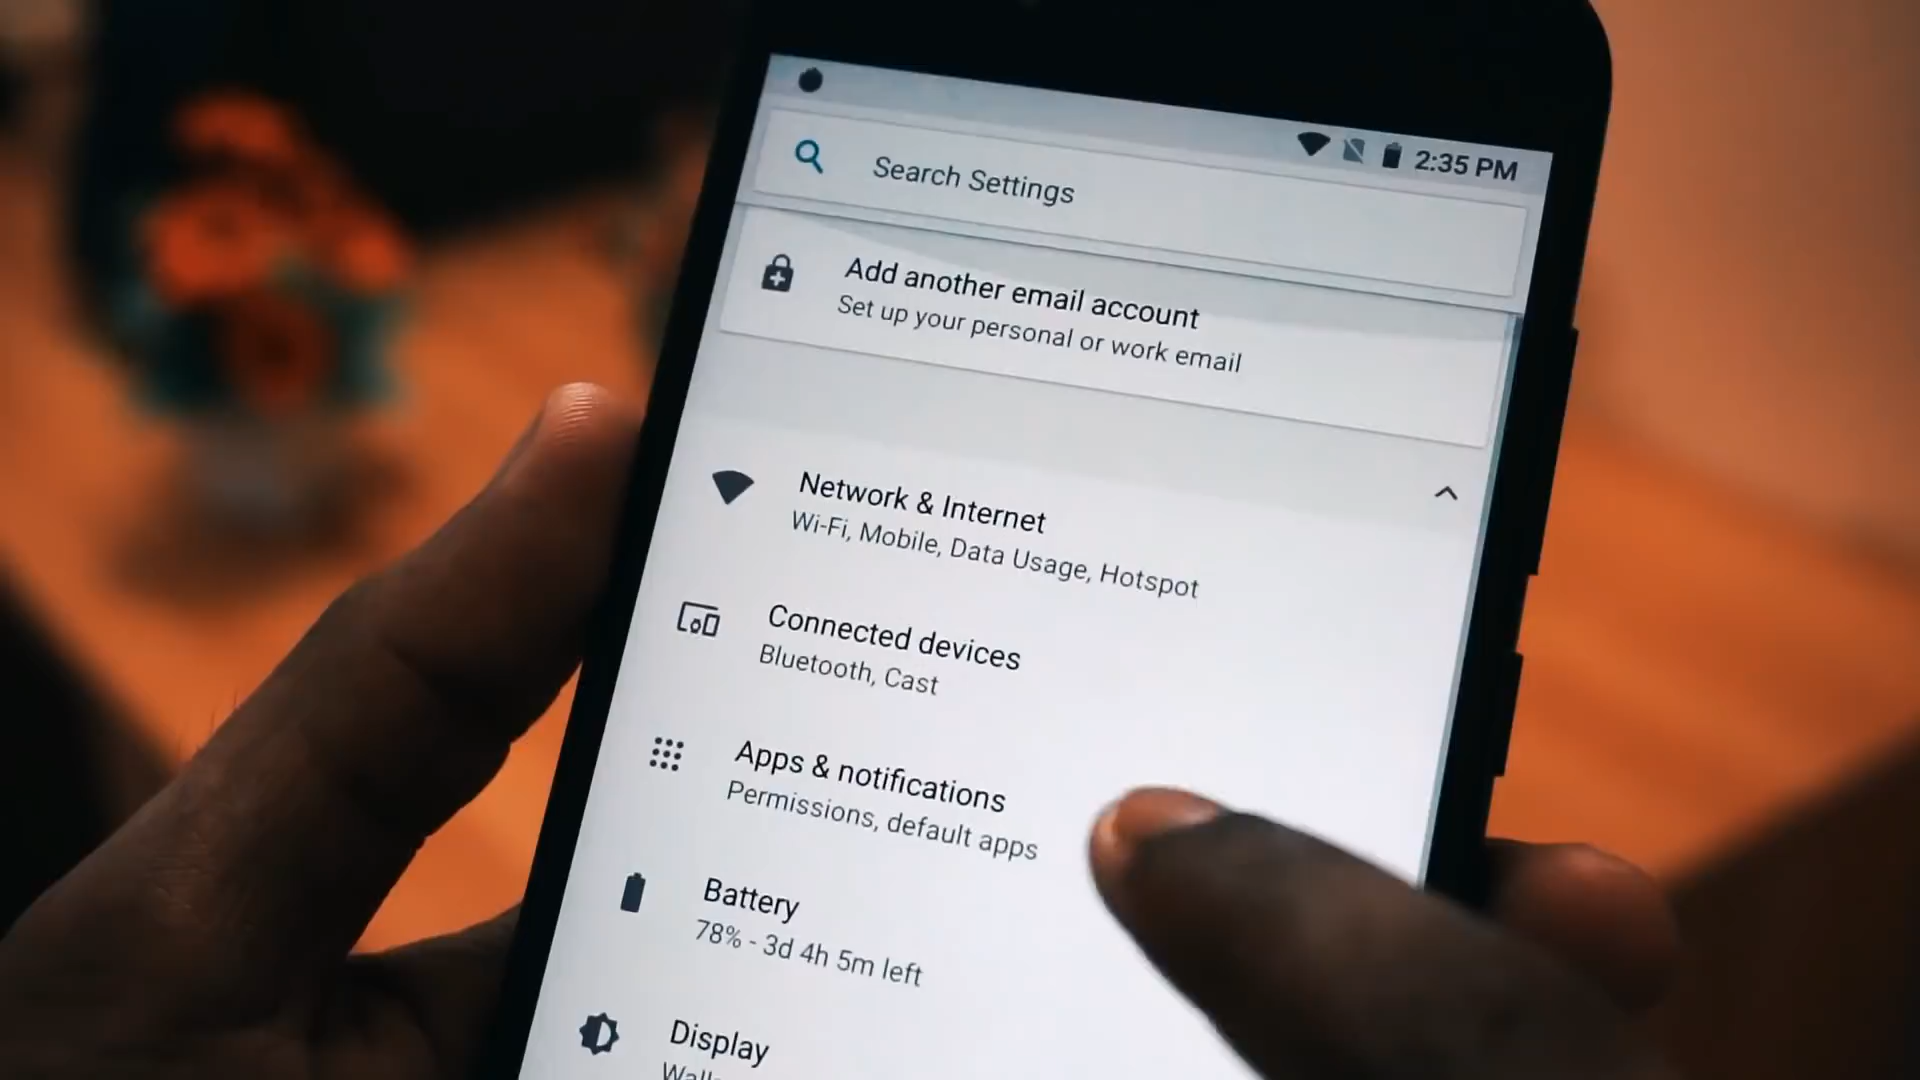 2:35 PM
Search Settings
Add another email account
Set up your personal or work email
Network & Internet
Wi-Fi, Mobile, Data Usage, Hotspot
Connected devices
Bluetooth, Cast
Apps & notifications
Permissions, default apps
Battery
78% - 3d 4h 5m left
Display